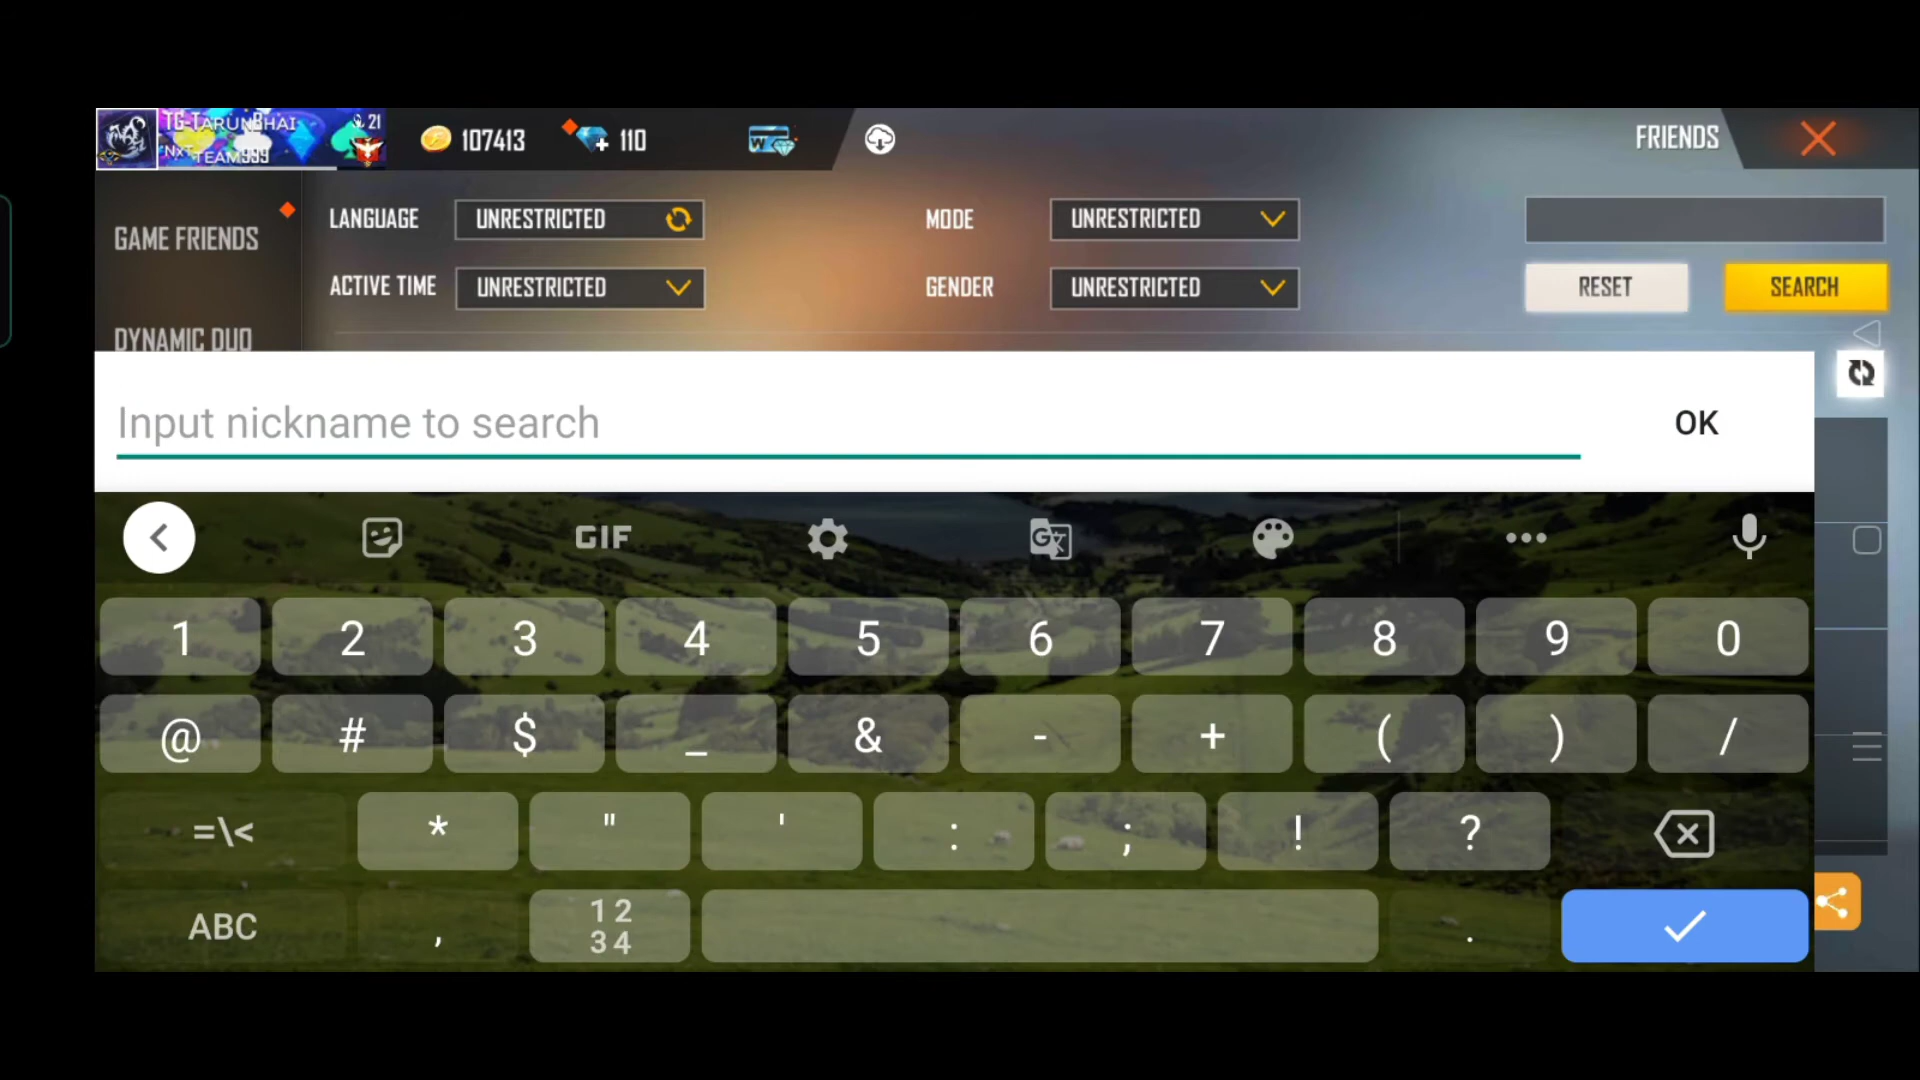 TG-TARUNBHAI
21
NXT TEAM999
107413
110
W
FRIENDS
GAME FRIENDS
LANGUAGE
UNRESTRICTED
MODE
UNRESTRICTED
ACTIVE TIME
UNRESTRICTED
GENDER
UNRESTRICTED
RESET
SEARCH
DYNAMIC DUO
Input nickname to search
OK
GIF
1 2 3 4 5 6 7 8 9 0
@ # $ _ & - + ( ) /
=\< * " ' : ; ! ?
ABC , 12 34 .